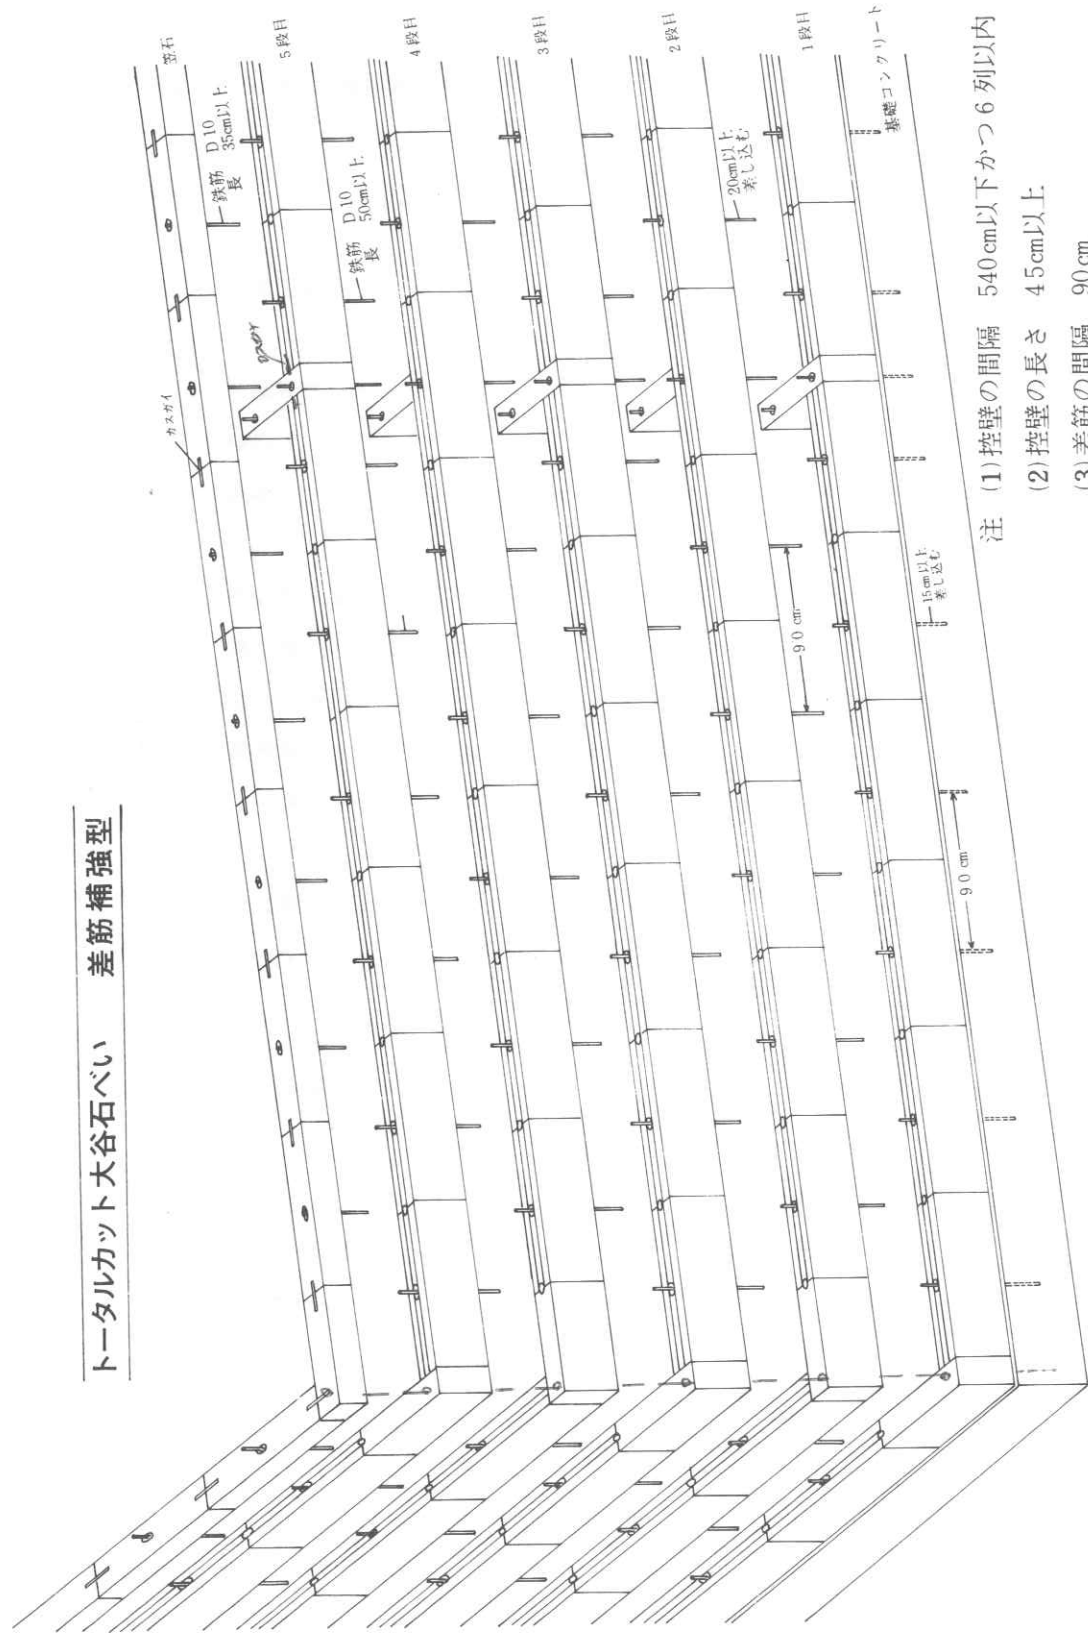 トータルカット大谷石べい　差筋補強型
笠石
鉄筋 D10
長 35cm以上
5段目
カスガイ
カスガイ
鉄筋 D10
長 50cm以上
4段目
3段目
2段目
20cm以上
差し込む
90cm
1段目
15cm以上
差し込む
90cm
基礎コンクリート
注 (1)控壁の間隔 540cm以下かつ6列以内
(2)控壁の長さ 45cm以上
(3)差筋の間隔 90cm